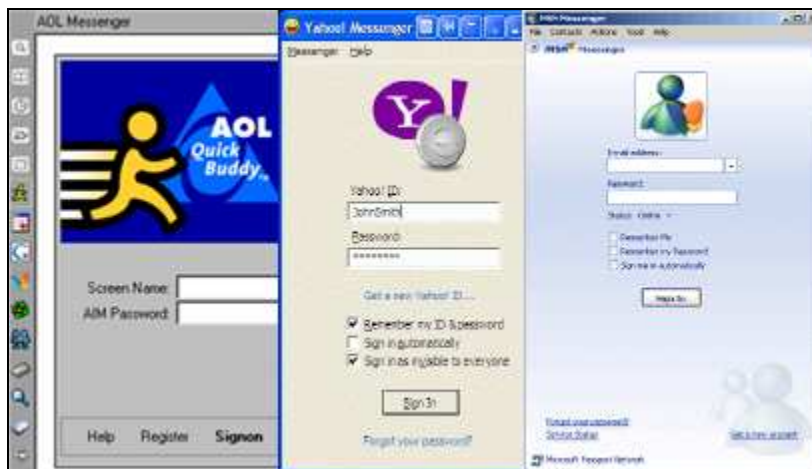 AOL Messenger
AOL
Quick
Buddy
Screen Name:
AIM Password:
Help Register Signon
Yahoo! Messenger
Messenger Help
Y!
Yahoo! ID:
JohnSmith
Password:
********
Get a new Yahoo! ID...
Remember my ID & password
Sign in automatically
Sign in as invisible to everyone
Sign In
Forgot your password?
MSN Messenger
File Contacts Actions Tools Help
msn Messenger
E-mail address:
Password:
Status: Online
Remember Me
Remember my Password
Sign me in automatically
Sign In
Forgot your password?
Service Status
Get a new account
Microsoft Passport Network